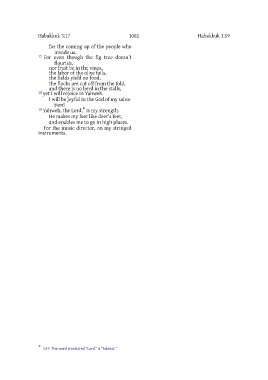 Habakkuk 3:17 1002 Habakkuk 3:19
for the coming up of the people who
invade us.
17 For even though the fig tree doesn't
flourish,
nor fruit be in the vines,
the labor of the olive fails,
the fields yield no food,
the flocks are cut off from the fold,
and there is no herd in the stalls,
18 yet I will rejoice in Yahweh.
I will be joyful in the God of my salva-
tion!
19 Yahweh, the Lord,* is my strength.
He makes my feet like deer's feet,
and enables me to go in high places.
For the music director, on my stringed
instruments.
* 3:19 The word translated "Lord" is "Adonai."